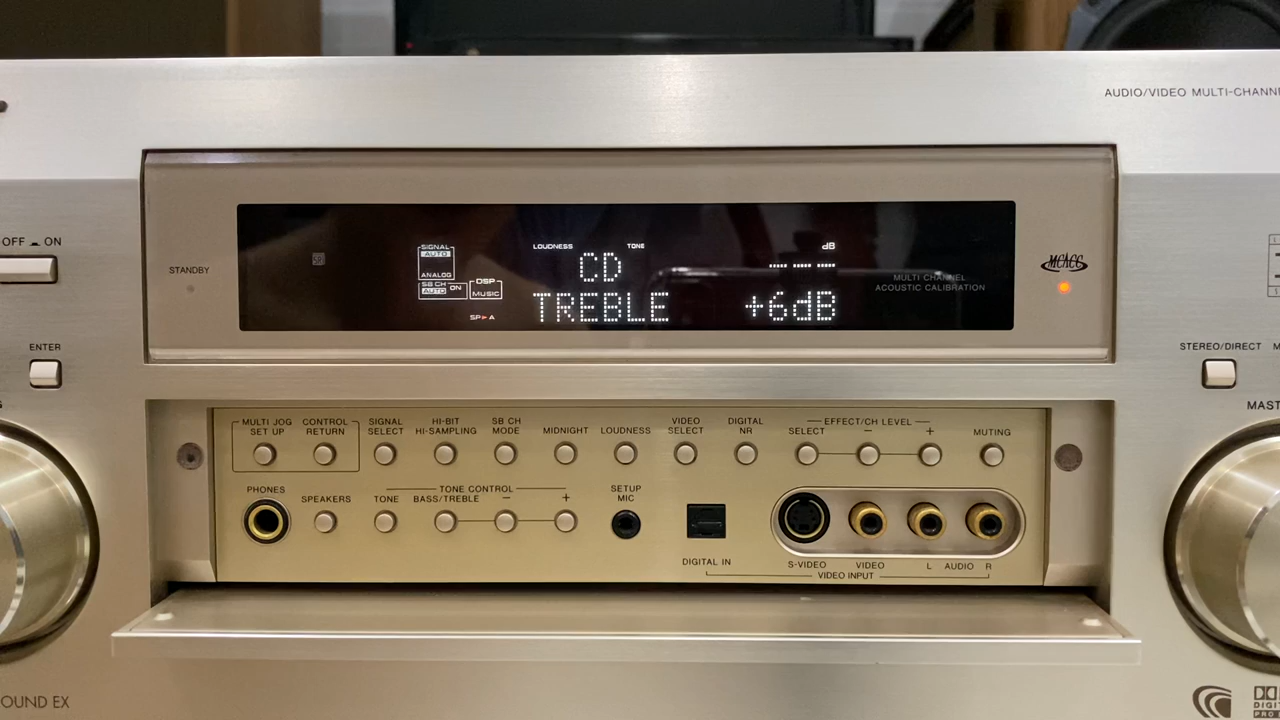 AUDIO/VIDEO MULTI-CHANNE
OFF ON
STANDBY
SR
SIGNAL
AUTO
ANALOG
SB CH
AUTO ON
DSP
MUSIC
SP►A
LOUDNESS TONE dB
CD --- --- ---
TREBLE +6dB
MULTI CHANNEL
ACOUSTIC CALIBRATION
MCACC
ENTER
STEREO/DIRECT M
MAST
MULTI JOG
SET UP
CONTROL
RETURN
SIGNAL
SELECT
HI-BIT
HI-SAMPLING
SB CH
MODE
MIDNIGHT
LOUDNESS
VIDEO
SELECT
DIGITAL
NR
EFFECT/CH LEVEL
SELECT − +
MUTING
PHONES
SPEAKERS
TONE CONTROL
TONE BASS/TREBLE − +
SETUP
MIC
DIGITAL IN
S-VIDEO VIDEO L AUDIO R
VIDEO INPUT
OUND EX